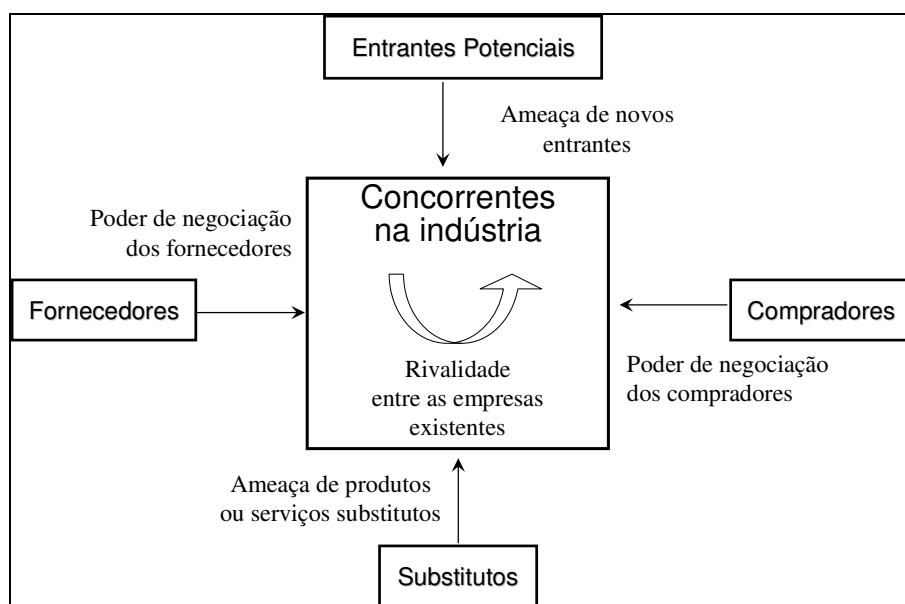 Entrantes Potenciais
Ameaça de novos
entrantes
Concorrentes
na indústria
Poder de negociação
dos fornecedores
Fornecedores
Compradores
Rivalidade
entre as empresas
existentes
Poder de negociação
dos compradores
Ameaça de produtos
ou serviços substitutos
Substitutos